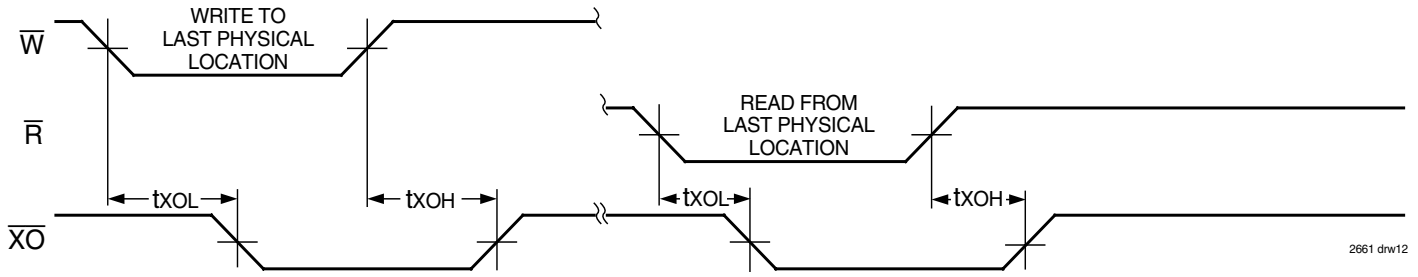 WRITE TO
LAST PHYSICAL
LOCATION
W
READ FROM
LAST PHYSICAL
LOCATION
R
tXOL
tXOH
tXOL
tXOH
XO
2661 drw12